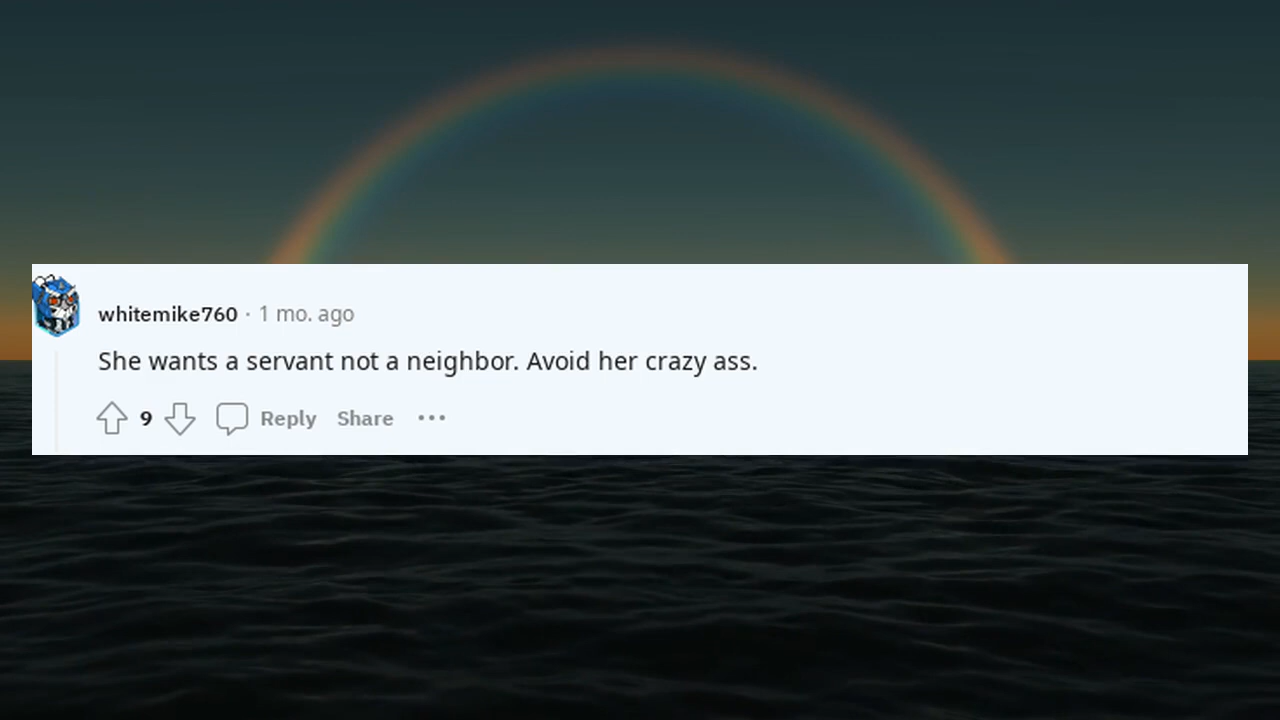 whitemike760 · 1 mo. ago
She wants a servant not a neighbor. Avoid her crazy ass.
9 Reply Share ···